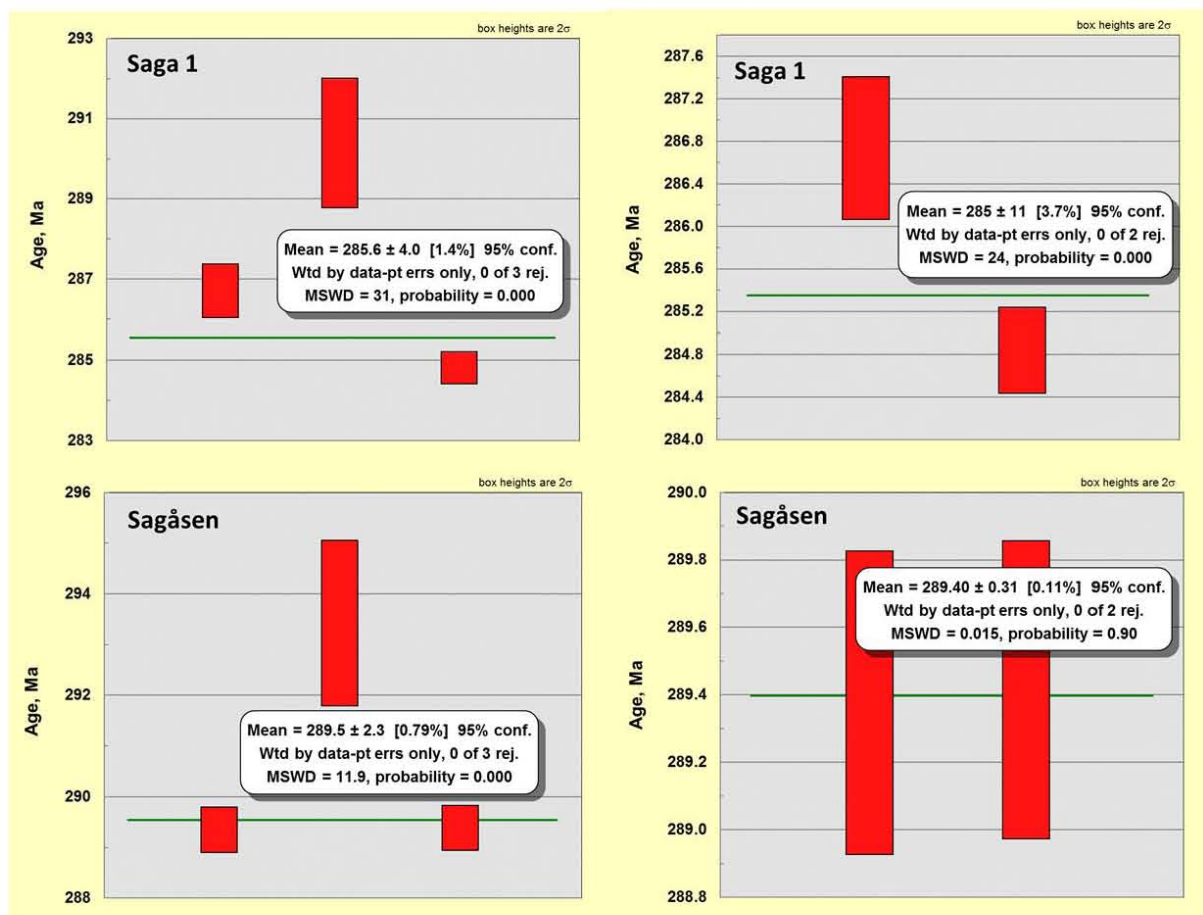 box heights are 2σ
Saga 1
Age, Ma
293
291
289
287
285
283
Mean = 285.6 ± 4.0 [1.4%] 95% conf.
Wtd by data-pt errs only, 0 of 3 rej.
MSWD = 31, probability = 0.000
box heights are 2σ
Saga 1
Age, Ma
287.6
287.2
286.8
286.4
286.0
285.6
285.2
284.8
284.4
284.0
Mean = 285 ± 11 [3.7%] 95% conf.
Wtd by data-pt errs only, 0 of 2 rej.
MSWD = 24, probability = 0.000
box heights are 2σ
Sagåsen
Age, Ma
296
294
292
290
288
Mean = 289.5 ± 2.3 [0.79%] 95% conf.
Wtd by data-pt errs only, 0 of 3 rej.
MSWD = 11.9, probability = 0.000
box heights are 2σ
Sagåsen
Age, Ma
290.0
289.8
289.6
289.4
289.2
289.0
288.8
Mean = 289.40 ± 0.31 [0.11%] 95% conf.
Wtd by data-pt errs only, 0 of 2 rej.
MSWD = 0.015, probability = 0.90